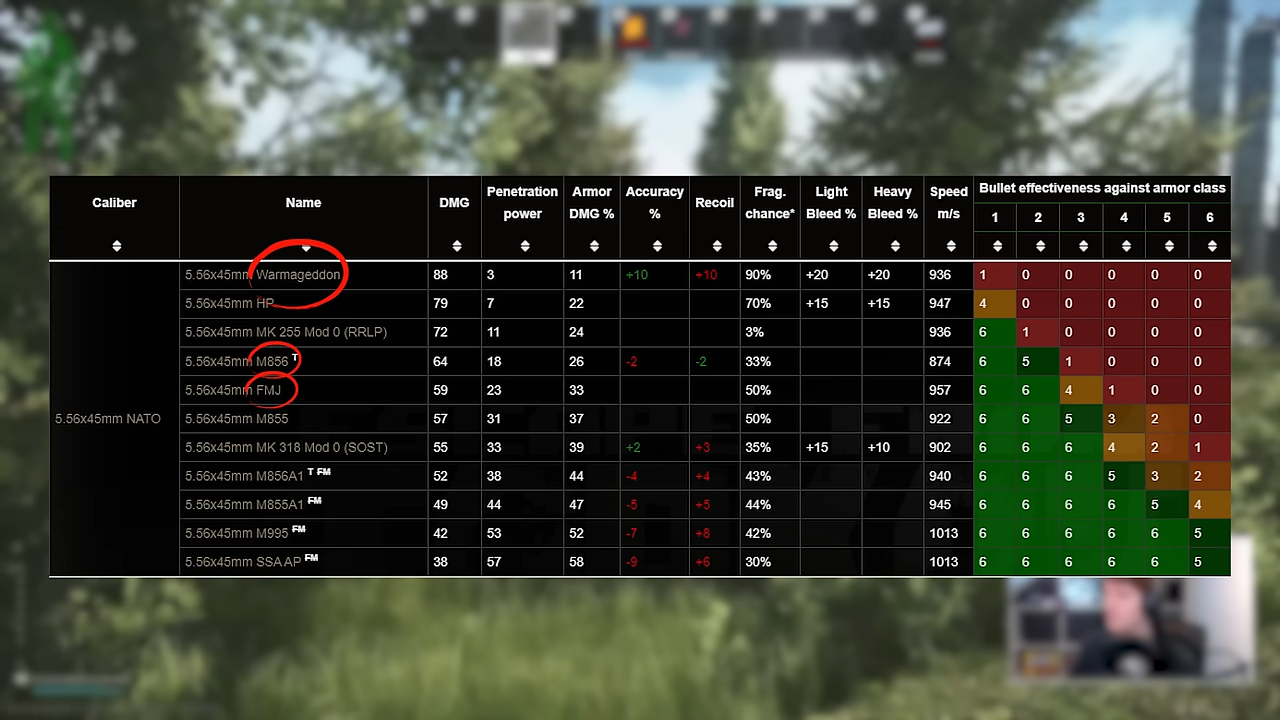 Caliber Name DMG Penetration power Armor DMG % Accuracy % Recoil Frag. chance* Light Bleed % Heavy Bleed % Speed m/s Bullet effectiveness against armor class
1 2 3 4 5 6
5.56x45mm Warmageddon 88 3 11 +10 +10 90% +20 +20 936 1 0 0 0 0 0
5.56x45mm HP 79 7 22 70% +15 +15 947 4 0 0 0 0 0
5.56x45mm MK 255 Mod 0 (RRLP) 72 11 24 3% 936 6 1 0 0 0 0
5.56x45mm M856 T 64 18 26 -2 -2 33% 874 6 5 1 0 0 0
5.56x45mm FMJ 59 23 33 50% 957 6 6 4 1 0 0
5.56x45mm NATO 5.56x45mm M855 57 31 37 50% 922 6 6 5 3 2 0
5.56x45mm MK 318 Mod 0 (SOST) 55 33 39 +2 +3 35% +15 +10 902 6 6 6 4 2 1
5.56x45mm M856A1 T FM 52 38 44 -4 +4 43% 940 6 6 6 5 3 2
5.56x45mm M855A1 FM 49 44 47 -5 +5 44% 945 6 6 6 6 5 4
5.56x45mm M995 FM 42 53 52 -7 +8 42% 1013 6 6 6 6 6 5
5.56x45mm SSA AP FM 38 57 58 -9 +6 30% 1013 6 6 6 6 6 5